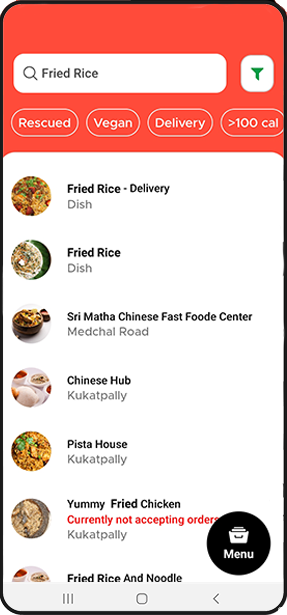 Fried Rice
Rescued
Vegan
Delivery
>100 cal
Fried Rice - Delivery
Dish
Fried Rice
Dish
Sri Matha Chinese Fast Foode Center
Medchal Road
Chinese Hub
Kukatpally
Pista House
Kukatpally
Yummy Fried Chicken
Currently not accepting orders
Kukatpally
Menu
Fried Rice And Noodle